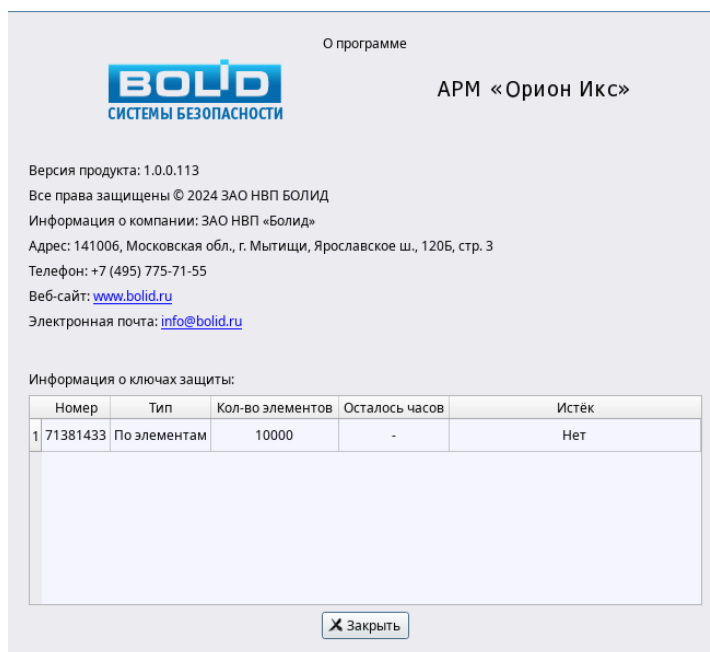 О программе
BOLID
СИСТЕМЫ БЕЗОПАСНОСТИ
АРМ «Орион Икс»
Версия продукта: 1.0.0.113
Все права защищены © 2024 ЗАО НВП БОЛИД
Информация о компании: ЗАО НВП «Болид»
Адрес: 141006, Московская обл., г. Мытищи, Ярославское ш., 120Б, стр. 3
Телефон: +7 (495) 775-71-55
Веб-сайт: www.bolid.ru
Электронная почта: info@bolid.ru
Информация о ключах защиты:
Номер Тип Кол-во элементов Осталось часов Истёк
1 71381433 По элементам 10000 - Нет
Закрыть